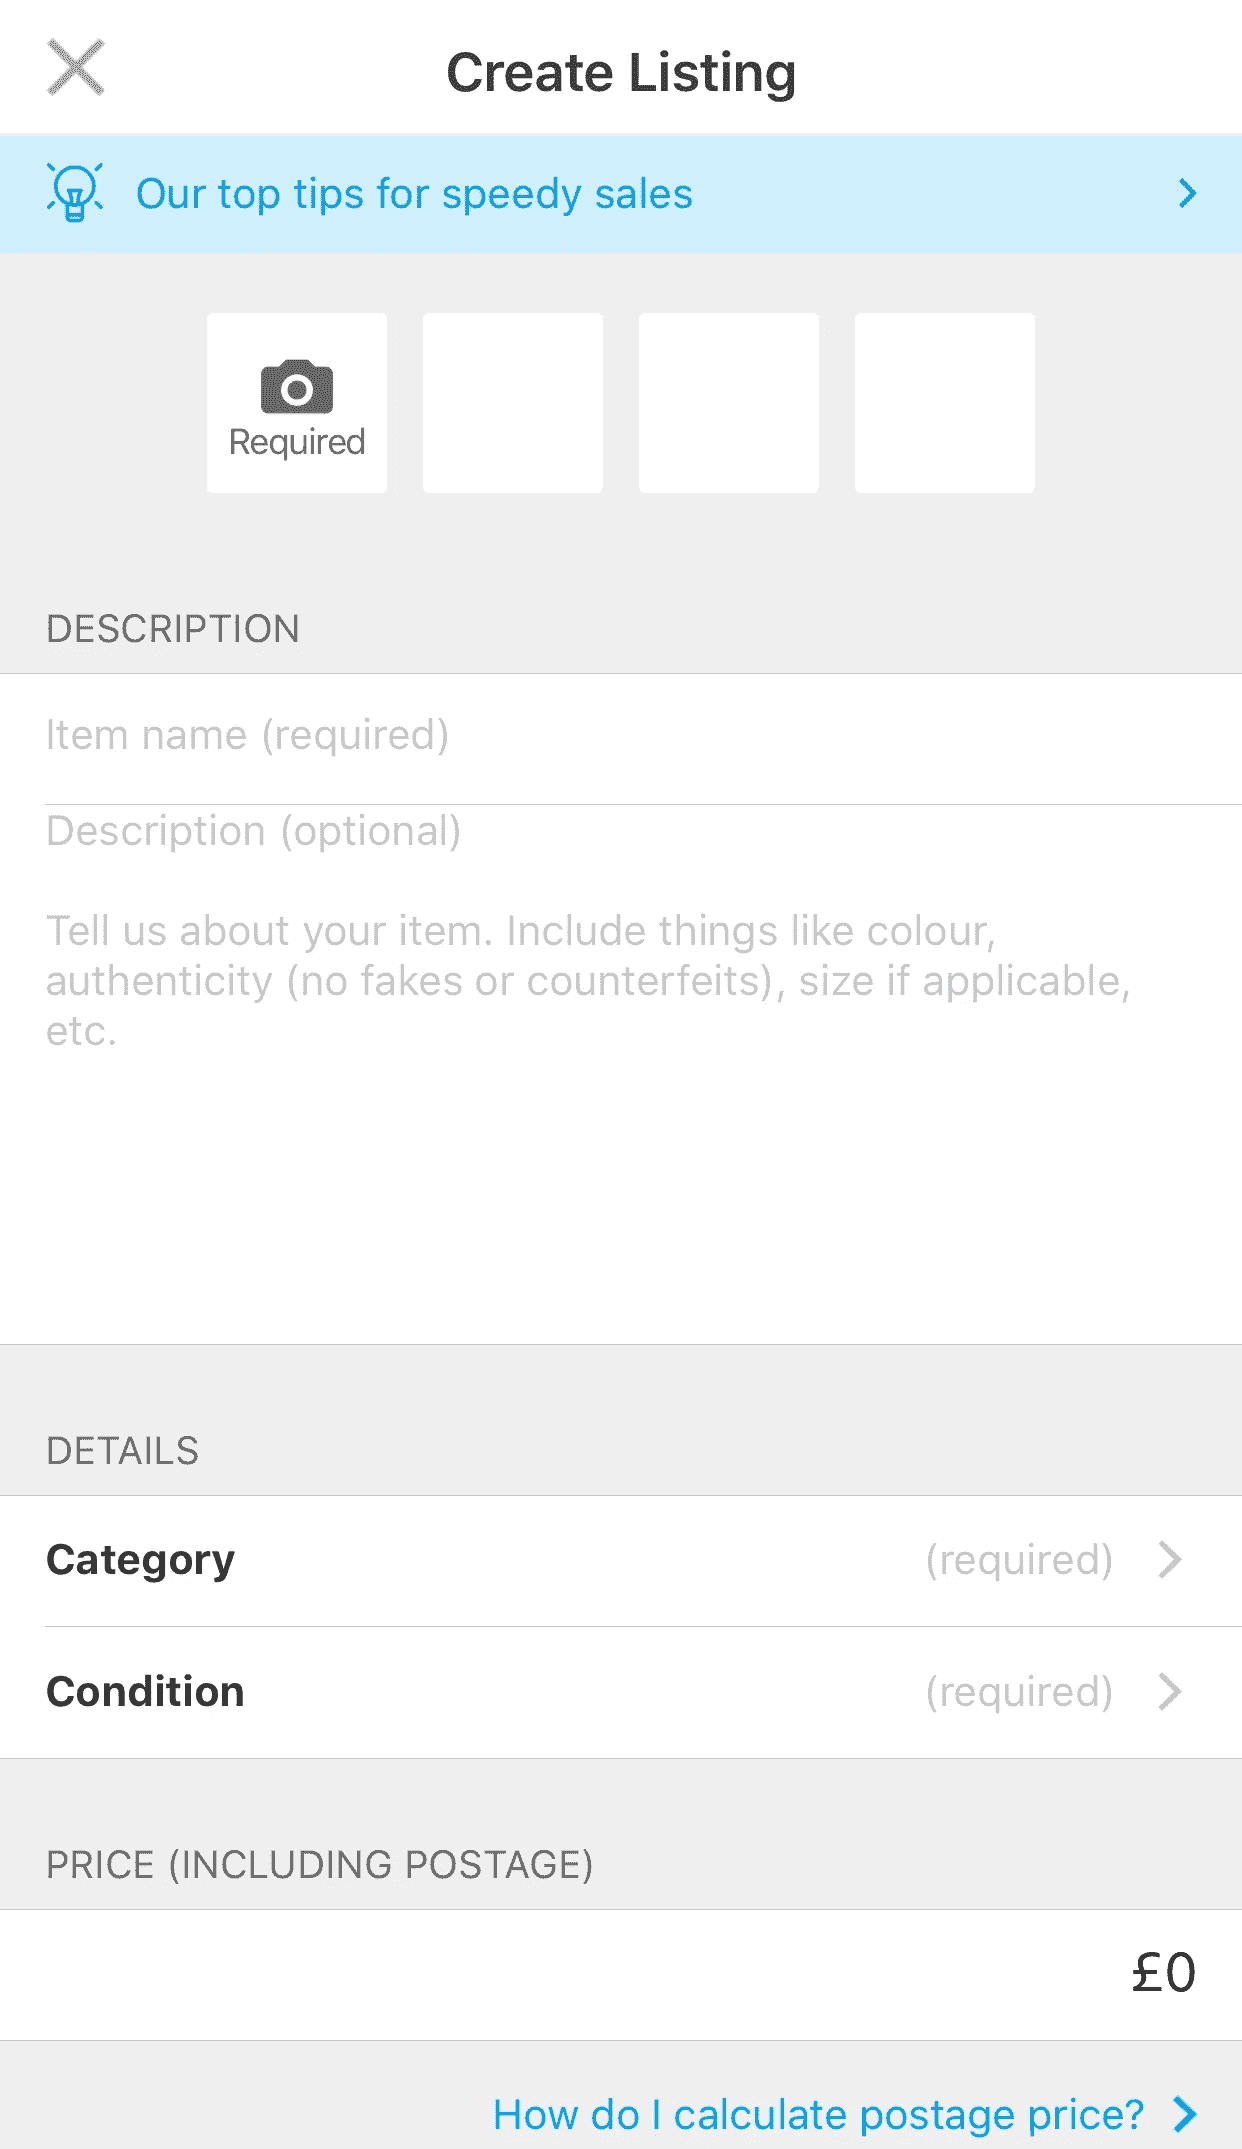 Create Listing
Our top tips for speedy sales
Required
DESCRIPTION
Item name (required)
Description (optional)
Tell us about your item. Include things like colour,
authenticity (no fakes or counterfeits), size if applicable,
etc.
DETAILS
Category (required)
Condition (required)
PRICE (INCLUDING POSTAGE)
£0
How do I calculate postage price?